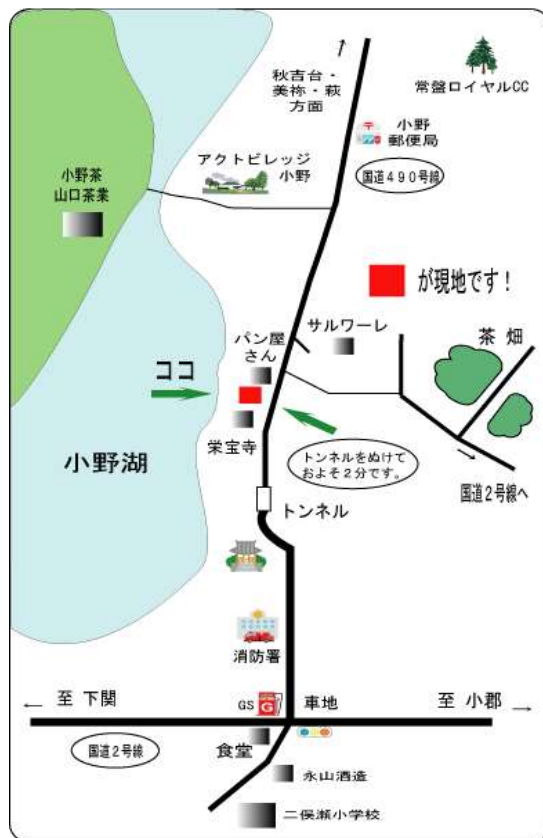 秋吉台・
美祢・萩
方面
常盤ロイヤルCC
小野
郵便局
アクトビレッジ
小野
国道490号線
小野茶
山口茶業
が現地です!
サルワーレ
茶 畑
パン屋
さん
ココ
栄宝寺
トンネルをぬけて
およそ2分です。
小野湖
国道2号線へ
トンネル
消防署
至 下関
GS
G
車地
至 小郡
国道2号線
食堂
永山酒造
二俣瀬小学校